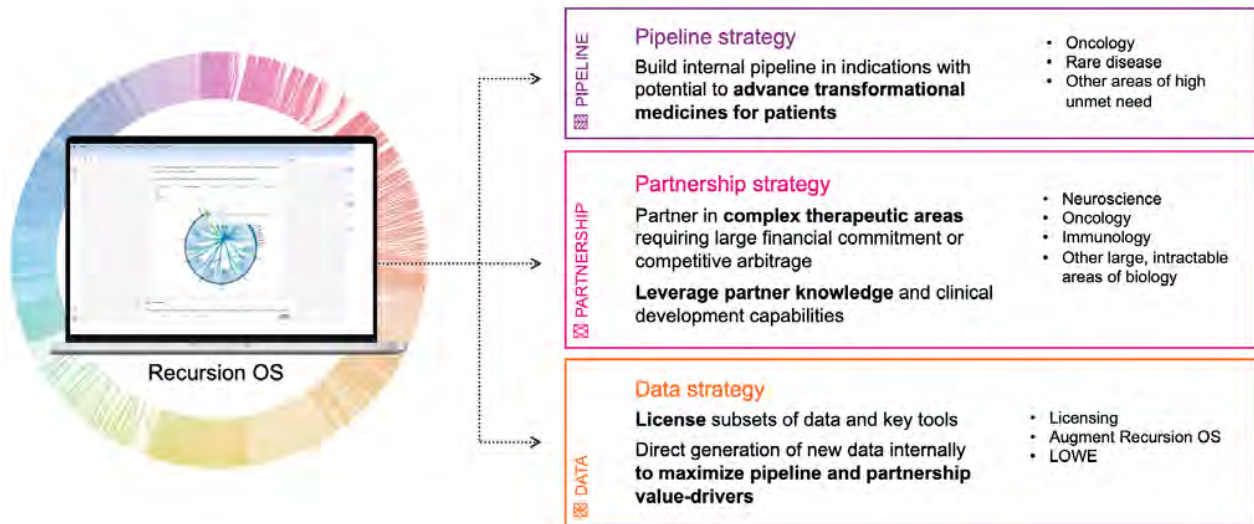 Recursion OS
PIPELINE
Pipeline strategy
Build internal pipeline in indications with
potential to advance transformational
medicines for patients
• Oncology
• Rare disease
• Other areas of high
unmet need
PARTNERSHIP
Partnership strategy
Partner in complex therapeutic areas
requiring large financial commitment or
competitive arbitrage
Leverage partner knowledge and clinical
development capabilities
• Neuroscience
• Oncology
• Immunology
• Other large, intractable
areas of biology
DATA
Data strategy
License subsets of data and key tools
Direct generation of new data internally
to maximize pipeline and partnership
value-drivers
• Licensing
• Augment Recursion OS
• LOWE